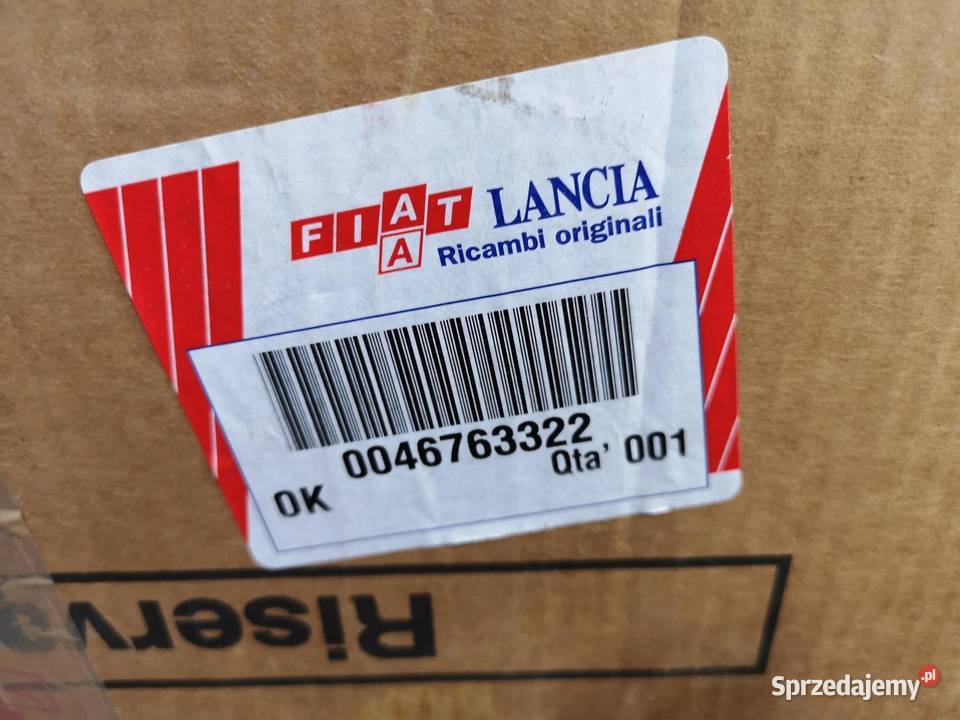 FIAT LANCIA
A Ricambi originali
0046763322
Qta' 001
OK
Riserva
Sprzedajemy.pl